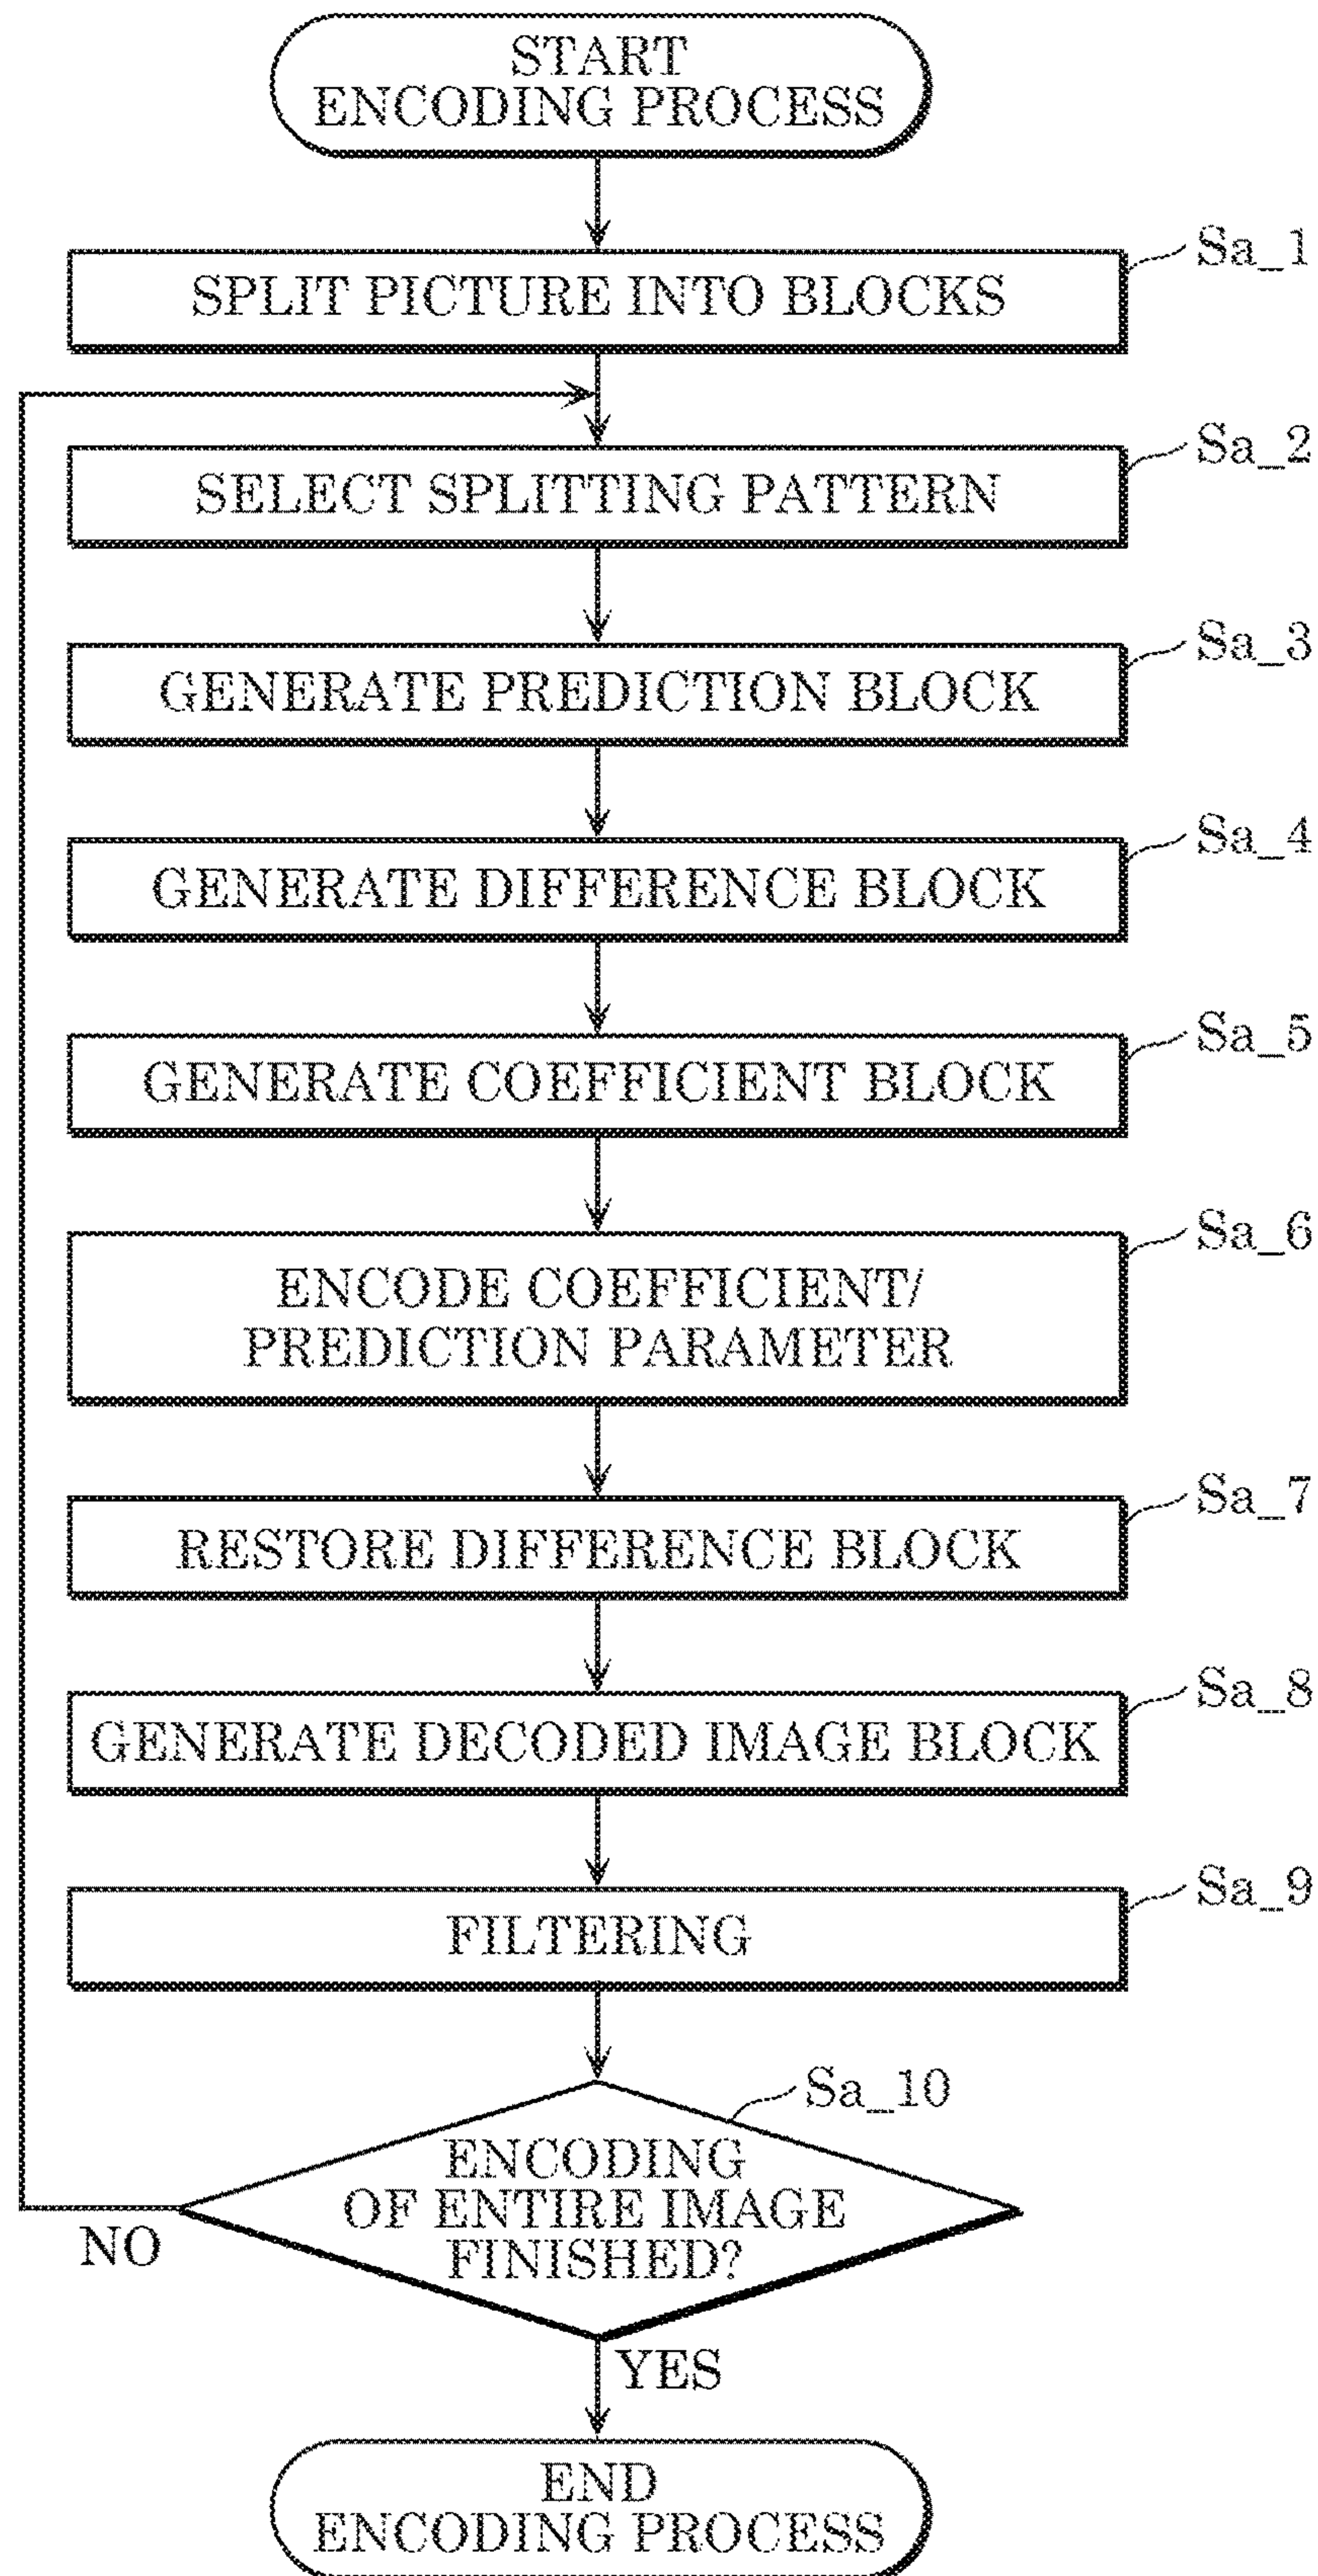 START
ENCODING PROCESS
Sa_1
SPLIT PICTURE INTO BLOCKS
Sa_2
SELECT SPLITTING PATTERN
Sa_3
GENERATE PREDICTION BLOCK
Sa_4
GENERATE DIFFERENCE BLOCK
Sa_5
GENERATE COEFFICIENT BLOCK
Sa_6
ENCODE COEFFICIENT/
PREDICTION PARAMETER
Sa_7
RESTORE DIFFERENCE BLOCK
Sa_8
GENERATE DECODED IMAGE BLOCK
Sa_9
FILTERING
Sa_10
ENCODING
OF ENTIRE IMAGE
FINISHED?
NO
YES
END
ENCODING PROCESS